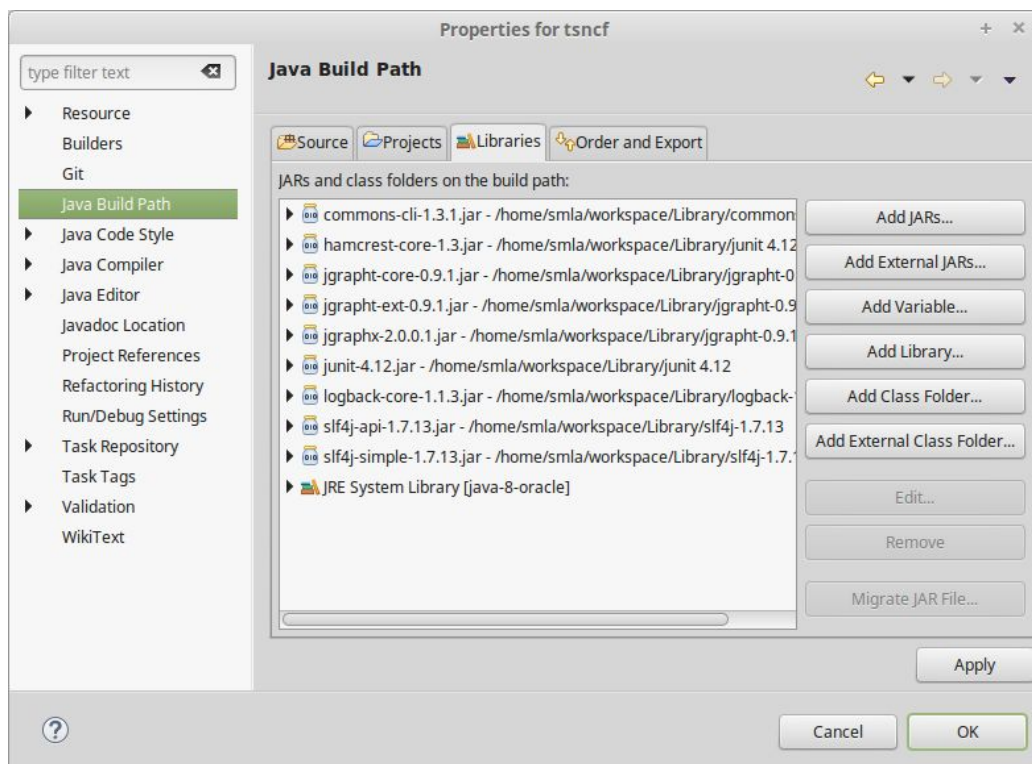 Properties for tsncf
type filter text
Resource
Builders
Git
Java Build Path
Java Code Style
Java Compiler
Java Editor
Javadoc Location
Project References
Refactoring History
Run/Debug Settings
Task Repository
Task Tags
Validation
WikiText
Java Build Path
Source Projects Libraries Order and Export
JARs and class folders on the build path:
commons-cli-1.3.1.jar - /home/smla/workspace/Library/common
hamcrest-core-1.3.jar - /home/smla/workspace/Library/junit 4.12
jgrapht-core-0.9.1.jar - /home/smla/workspace/Library/jgrapht-0
jgrapht-ext-0.9.1.jar - /home/smla/workspace/Library/jgrapht-0.9
jgraphx-2.0.0.1.jar - /home/smla/workspace/Library/jgrapht-0.9.1
junit-4.12.jar - /home/smla/workspace/Library/junit 4.12
logback-core-1.1.3.jar - /home/smla/workspace/Library/logback-
slf4j-api-1.7.13.jar - /home/smla/workspace/Library/slf4j-1.7.13
slf4j-simple-1.7.13.jar - /home/smla/workspace/Library/slf4j-1.7.
JRE System Library [java-8-oracle]
Add JARs...
Add External JARs...
Add Variable...
Add Library...
Add Class Folder...
Add External Class Folder...
Edit...
Remove
Migrate JAR File...
Apply
Cancel
OK